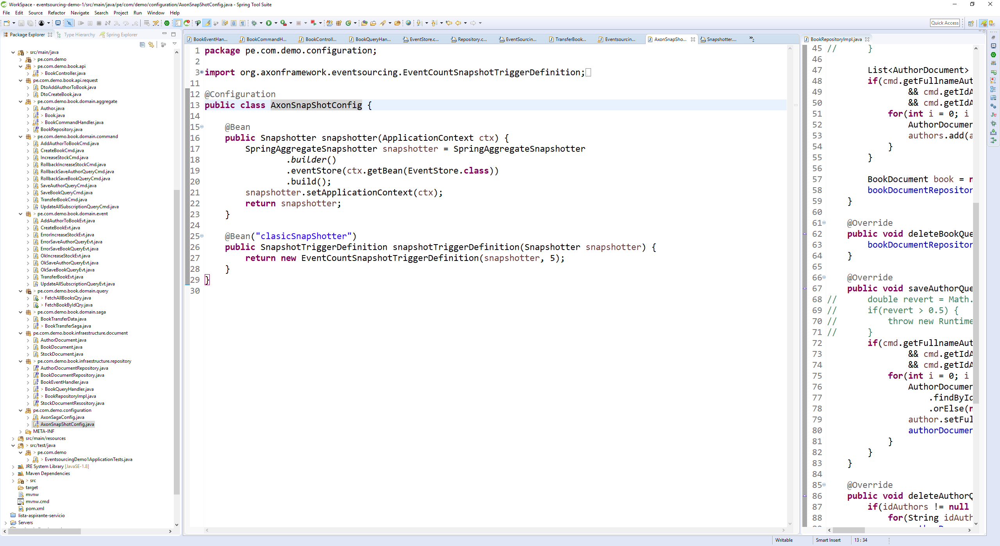 WorkSpace - eventsourcing-demo-1/src/main/java/pe/com/demo/configuration/AxonSnapShotConfig.java - Spring Tool Suite
File Edit Source Refactor Navigate Search Project Run Window Help
Quick Access
Package Explorer Type Hierarchy Spring Explorer
> src/main/java
> pe.com.demo
> pe.com.demo.book.api
> BookController.java
pe.com.demo.book.api.request
DtoAddAuthorToBook.java
DtoCreateBook.java
> pe.com.demo.book.domain.aggregate
Author.java
> Book.java
> BookCommandHandler.java
BookRepository.java
> pe.com.demo.book.domain.command
AddAuthorToBookCmd.java
CreateBookCmd.java
IncreaseStockCmd.java
RollbackIncreaseStockCmd.java
RollbackSaveAuthorQueryCmd.java
RollbackSaveBookQueryCmd.java
SaveAuthorQueryCmd.java
SaveBookQueryCmd.java
TransferBookCmd.java
UpdateAllSubscriptionQueryCmd.java
> pe.com.demo.book.domain.event
AddAuthorToBookEvt.java
CreateBookEvt.java
ErrorIncreaseStockEvt.java
ErrorSaveAuthorQueryEvt.java
ErrorSaveBookQueryEvt.java
OkIncreaseStockEvt.java
OkSaveAuthorQueryEvt.java
OkSaveBookQueryEvt.java
TransferBookEvt.java
UpdateAllSubscriptionQueryEvt.java
> pe.com.demo.book.domain.query
> FetchAllBooksQry.java
> FetchBookByIdQry.java
> pe.com.demo.book.domain.saga
BookTransferData.java
> BookTransferSaga.java
pe.com.demo.book.infraestructure.document
AuthorDocument.java
BookDocument.java
StockDocument.java
> pe.com.demo.book.infraestructure.repository
AuthorDocumentRepository.java
BookDocumentRepository.java
BookEventHandler.java
> BookQueryHandler.java
> BookRepositoryImpl.java
StockDocumentResository.java
pe.com.demo.configuration
AxonSagaConfig.java
AxonSnapShotConfig.java
META-INF
src/main/resources
> src/test/java
> pe.com.demo
> EventsourcingDemo1ApplicationTests.java
JRE System Library [JavaSE-1.8]
Maven Dependencies
> src
target
mvnw
mvnw.cmd
pom.xml
lista-aspirante-servicio
Servers
BookEventHan... BookCommandH... BookControll... BookQueryHan... EventStore.c... Repository.c... EventSourcin... TransferBook... Eventsourcin... AxonSnapSho... Snapshotter.... »2
1 package pe.com.demo.configuration;
2
3 import org.axonframework.eventsourcing.EventCountSnapshotTriggerDefinition;
11
12 @Configuration
13 public class AxonSnapShotConfig {
14
15 @Bean
16 public Snapshotter snapshotter(ApplicationContext ctx) {
17 SpringAggregateSnapshotter snapshotter = SpringAggregateSnapshotter
18 .builder()
19 .eventStore(ctx.getBean(EventStore.class))
20 .build();
21 snapshotter.setApplicationContext(ctx);
22 return snapshotter;
23 }
24
25 @Bean("clasicSnapShotter")
26 public SnapshotTriggerDefinition snapshotTriggerDefinition(Snapshotter snapshotter) {
27 return new EventCountSnapshotTriggerDefinition(snapshotter, 5);
28 }
29 }
30
BookRepositoryImpl.java
45 // }
46
47 List<AuthorDocument>
48 if(cmd.getFullnameAut
49 && cmd.getIdA
50 && cmd.getIdA
51 for(int i = 0; i
52 AuthorDocumen
53 authors.add(a
54 }
55 }
56
57 BookDocument book = n
58 bookDocumentRepositor
59 }
60
61 @Override
62 public void deleteBookQue
63 bookDocumentRepositor
64 }
65
66 @Override
67 public void saveAuthorQue
68 // double revert = Math.
69 // if(revert > 0.5) {
70 // throw new Runtime
71 // }
72 if(cmd.getFullnameAut
73 && cmd.getIdA
74 && cmd.getIdA
75 for(int i = 0; i
76 AuthorDocumen
77 .findById
78 .orElse(n
79 author.setFul
80 authorDocumen
81 }
82 }
83 }
84
85 @Override
86 public void deleteAuthorQ
87 if(idAuthors != null
88 for(String idAuth
Writable Smart Insert 13 : 34